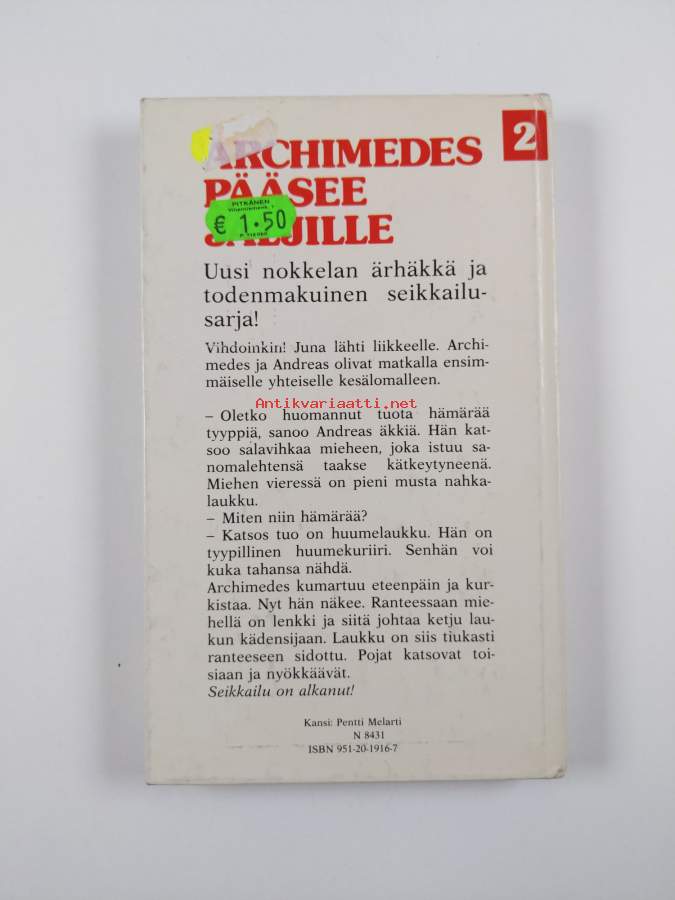 ARCHIMEDES
2
PÄÄSEE
PITKÄNEN
€ 1.50
JÄLJILLE
Uusi nokkelan ärhäkkä ja
todenmakuinen seikkailu-
sarja!
Vihdoinkin! Juna lähti liikkeelle. Archi-
medes ja Andreas olivat matkalla ensim-
mäiselle yhteiselle kesälomalleen.
Antikvariaatti.net
– Oletko huomannut tuota hämärää
tyyppiä, sanoo Andreas äkkiä. Hän kat-
soo salavihkaa mieheen, joka istuu sa-
nomalehtensä taakse kätkeytyneenä.
Miehen vieressä on pieni musta nahka-
laukku.
– Miten niin hämärää?
– Katsos tuo on huumelaukku. Hän on
tyypillinen huumekuriiri. Senhän voi
kuka tahansa nähdä.
Archimedes kumartuu eteenpäin ja kur-
kistaa. Nyt hän näkee. Ranteessaan mie-
hellä on lenkki ja siitä johtaa ketju lau-
kun kädensijaan. Laukku on siis tiukasti
ranteeseen sidottu. Pojat katsovat toi-
siaan ja nyökkäävät.
Seikkailu on alkanut!
Kansi: Pentti Melarti
N 8431
ISBN 951-20-1916-7